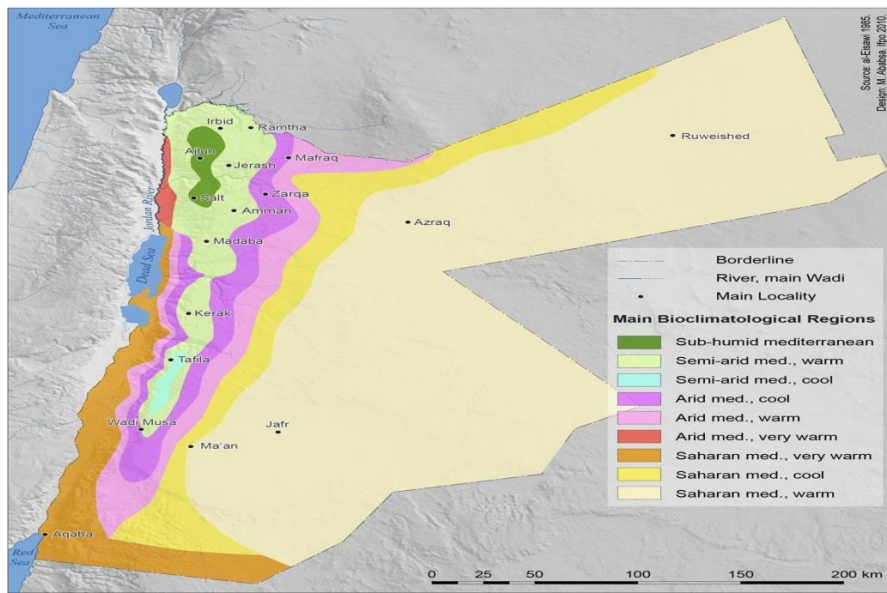 Mediterranean
Sea
Source: al-Eisawi 1985.
Design: M. Ababsa, Ifpo 2010.
Irbid
Ramtha
Ajlun
Jerash
Mafraq
Ruweished
Jordan River
Salt
Zarqa
Amman
Azraq
Madaba
Dead Sea
Kerak
Tafila
Wadi Musa
Jafr
Ma'an
Aqaba
Red
Sea
Borderline
River, main Wadi
Main Locality
Main Bioclimatological Regions
Sub-humid mediterranean
Semi-arid med., warm
Semi-arid med., cool
Arid med., cool
Arid med., warm
Arid med., very warm
Saharan med., very warm
Saharan med., cool
Saharan med., warm
0 25 50 100 150 200 km